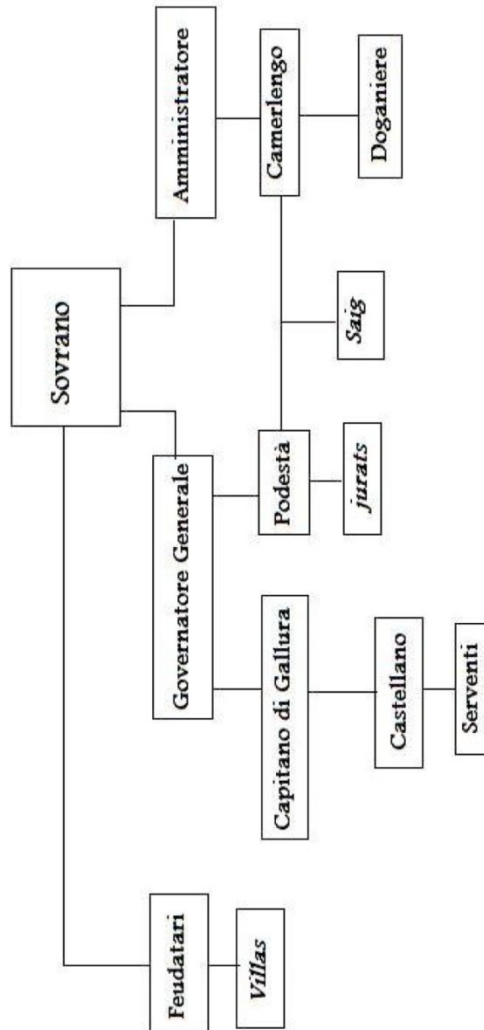 Sovrano
Feudatari
Governatore Generale
Amministratore
Villas
Capitano di Gallura
Podestà
Camerlengo
jurats
Saig
Castellano
Doganiere
Serventi